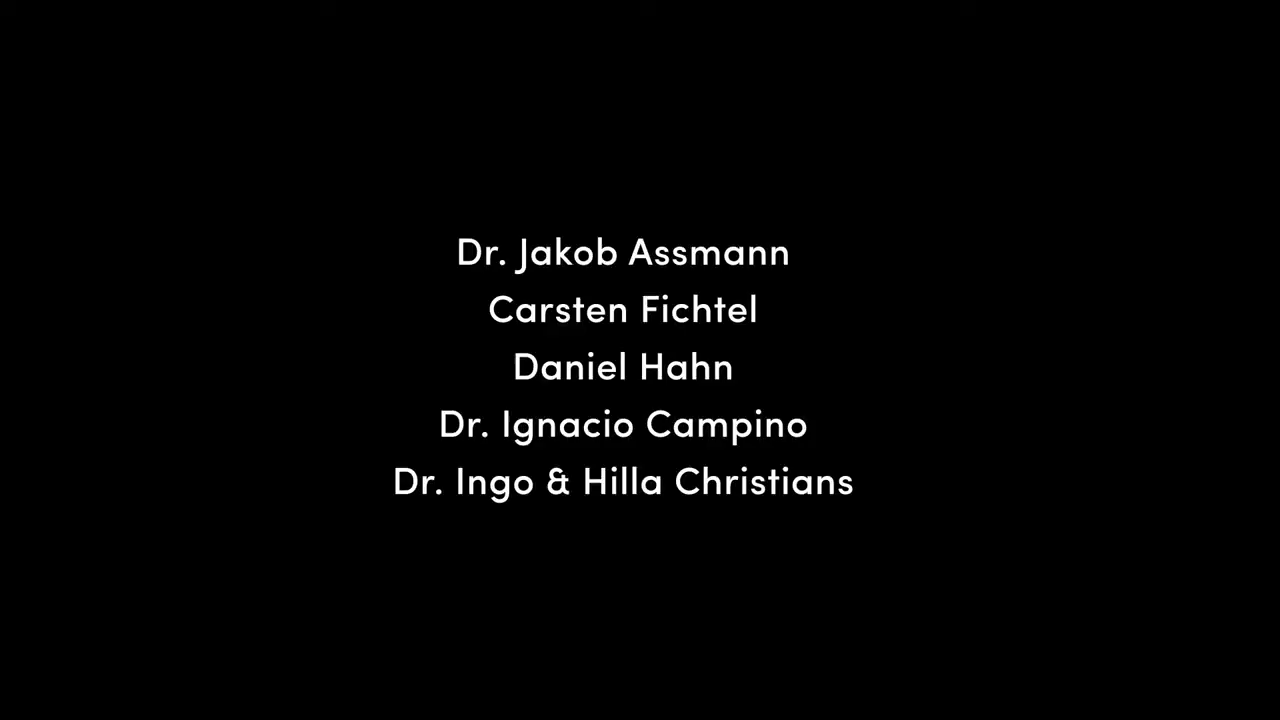 Dr. Jakob Assmann
Carsten Fichtel
Daniel Hahn
Dr. Ignacio Campino
Dr. Ingo & Hilla Christians